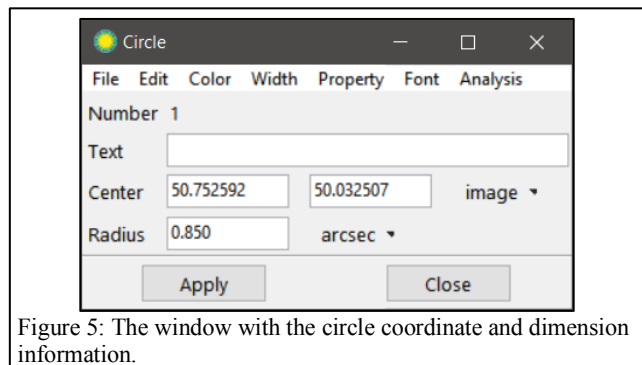 Circle
File Edit Color Width Property Font Analysis
Number 1
Text
Center 50.752592 50.032507 image
Radius 0.850 arcsec
Apply Close
Figure 5: The window with the circle coordinate and dimension
information.